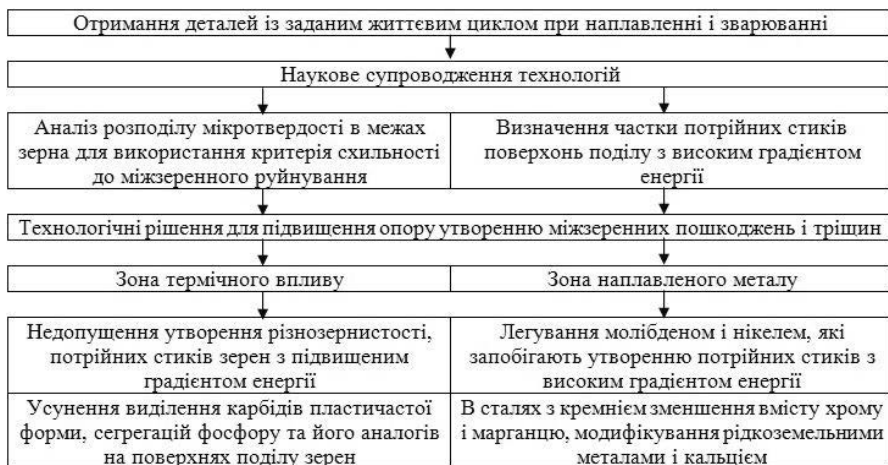 Отримання деталей із заданим життєвим циклом при наплавленні і зварюванні
Наукове супроводження технологій
Аналіз розподілу мікротвердості в межах
зерна для використання критерія схильності
до міжзеренного руйнування
Визначення частки потрійних стиків
поверхонь поділу з високим градієнтом
енергії
Технологічні рішення для підвищення опору утворенню міжзеренних пошкоджень і тріщин
Зона термічного впливу
Зона наплавленого металу
Недопущення утворення різнозернистості,
потрійних стиків зерен з підвищеним
градієнтом енергії
Легування молібденом і нікелем, які
запобігають утворенню потрійних стиків з
високим градієнтом енергії
Усунення виділення карбідів пластичастої
форми, сегрегацій фосфору та його аналогів
на поверхнях поділу зерен
В сталях з кремнієм зменшення вмісту хрому
і марганцю, модифікування рідкоземельними
металами і кальцієм